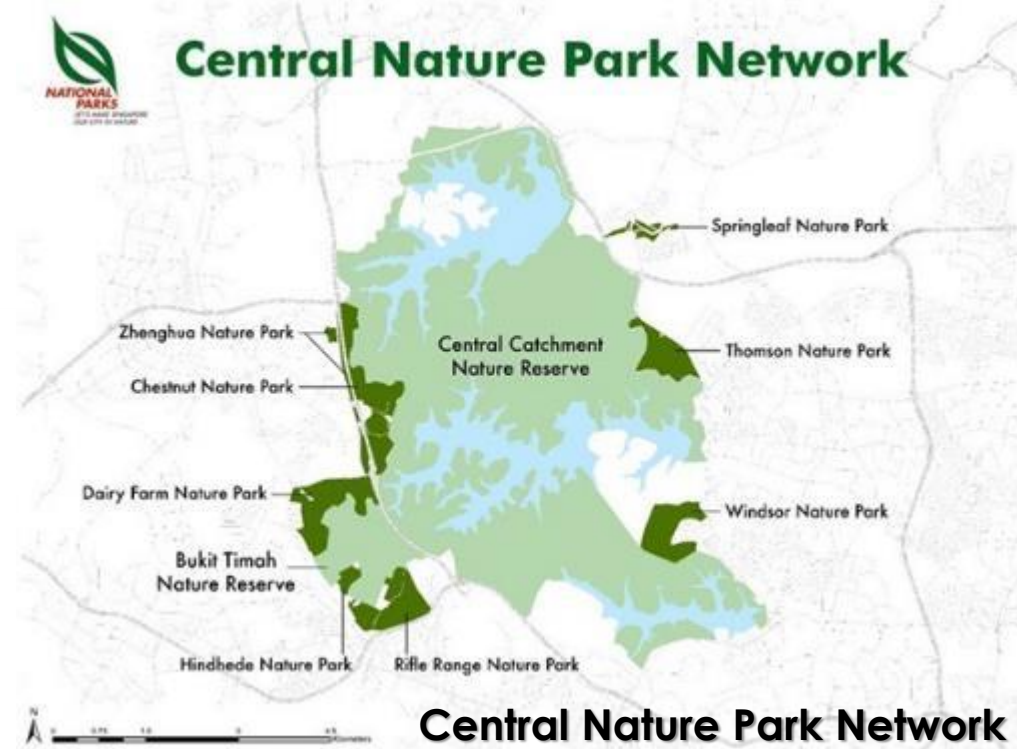 Central Nature Park Network
NATIONAL
PARKS
Springleaf Nature Park
Zhenghua Nature Park
Central Catchment
Nature Reserve
Thomson Nature Park
Chestnut Nature Park
Dairy Farm Nature Park
Windsor Nature Park
Bukit Timah
Nature Reserve
Hindhede Nature Park
Rifle Range Nature Park
N
Central Nature Park Network